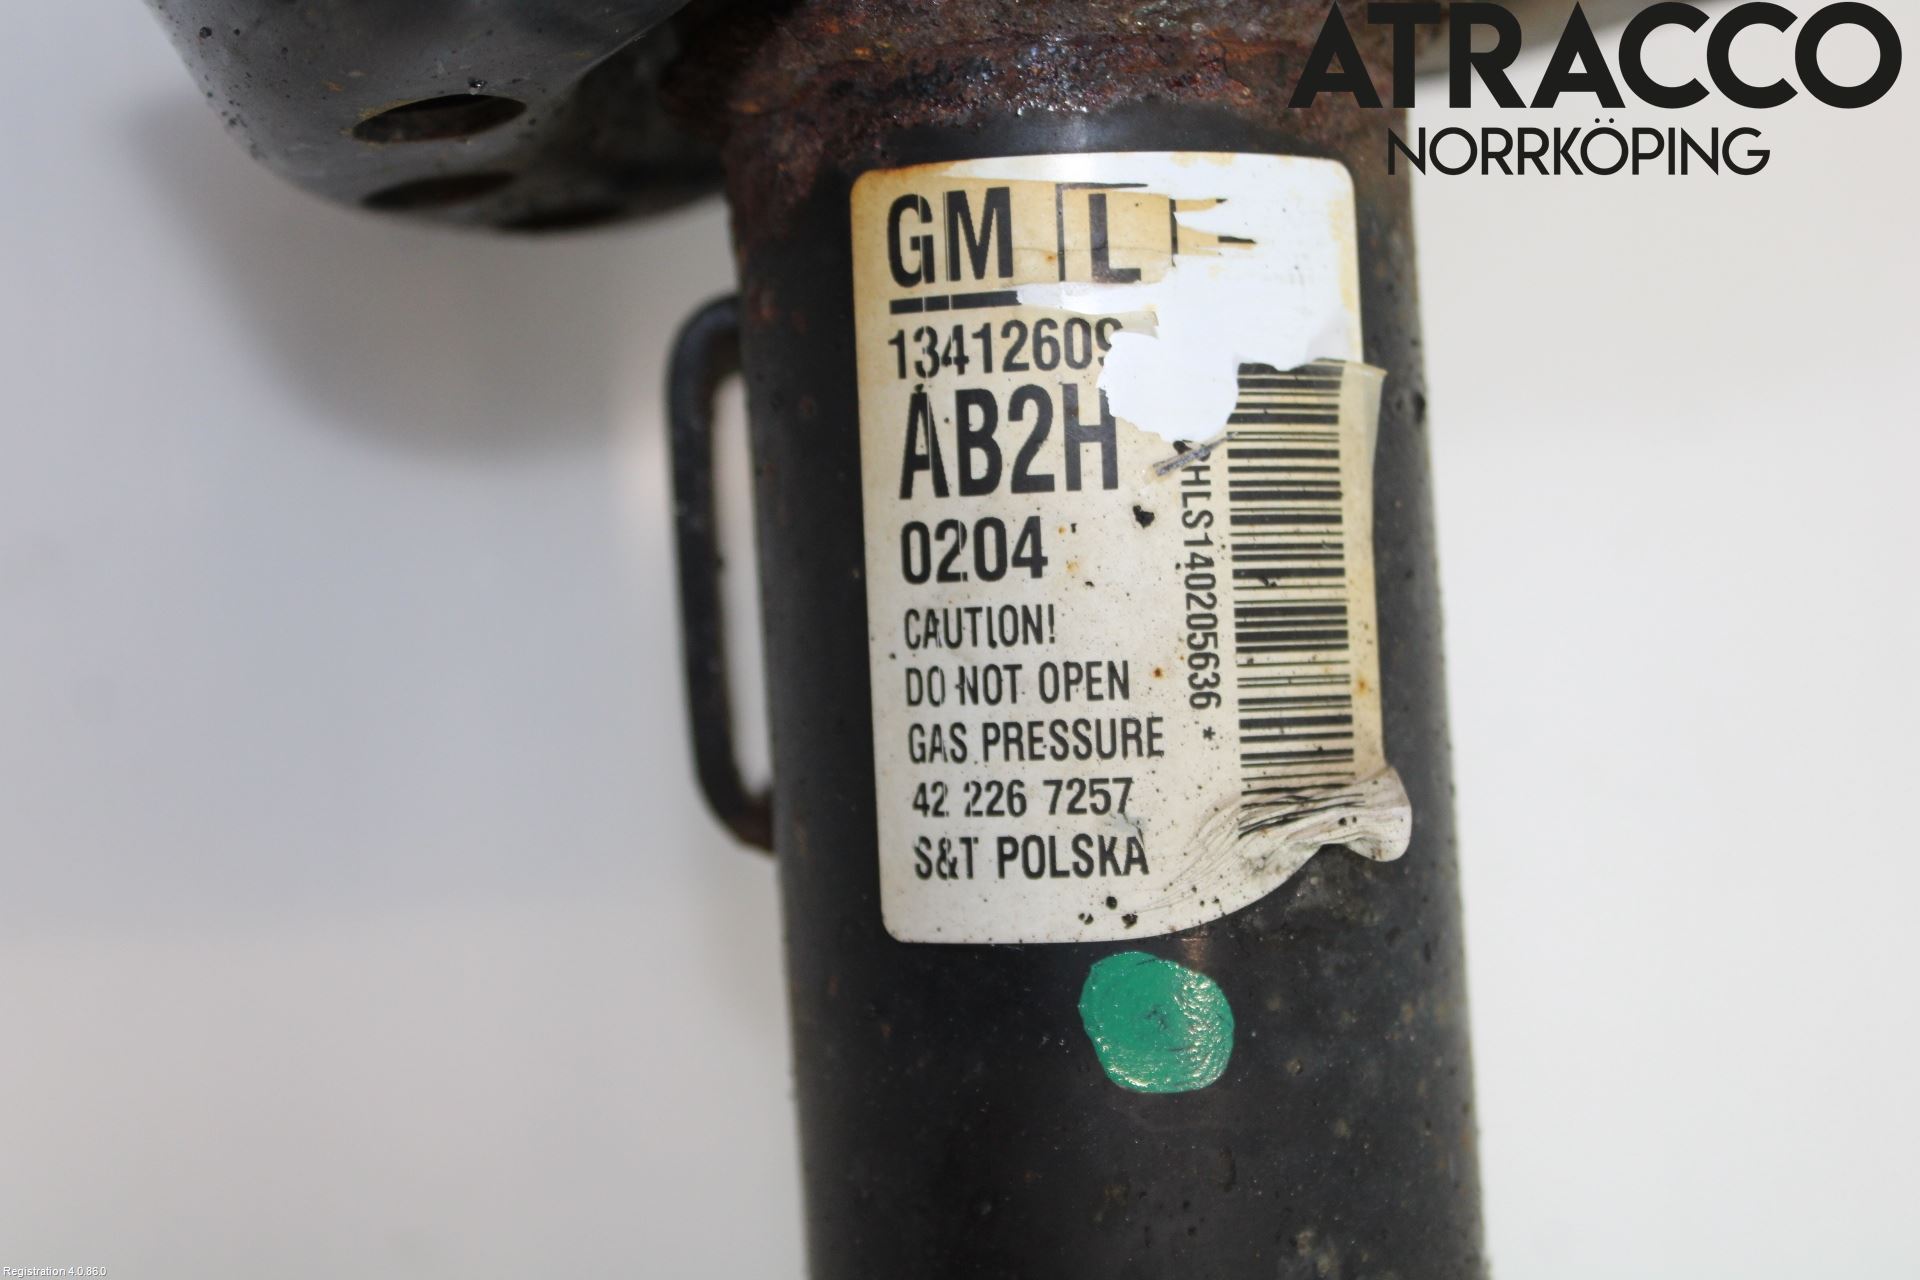 ATRACCO
NORRKÖPING
GM L
13412609
AB2H
0204
CAUTION!
DO NOT OPEN
GAS PRESSURE
42 226 7257
S&T POLSKA
HLS140205636 *
Registration 4.0.86.0